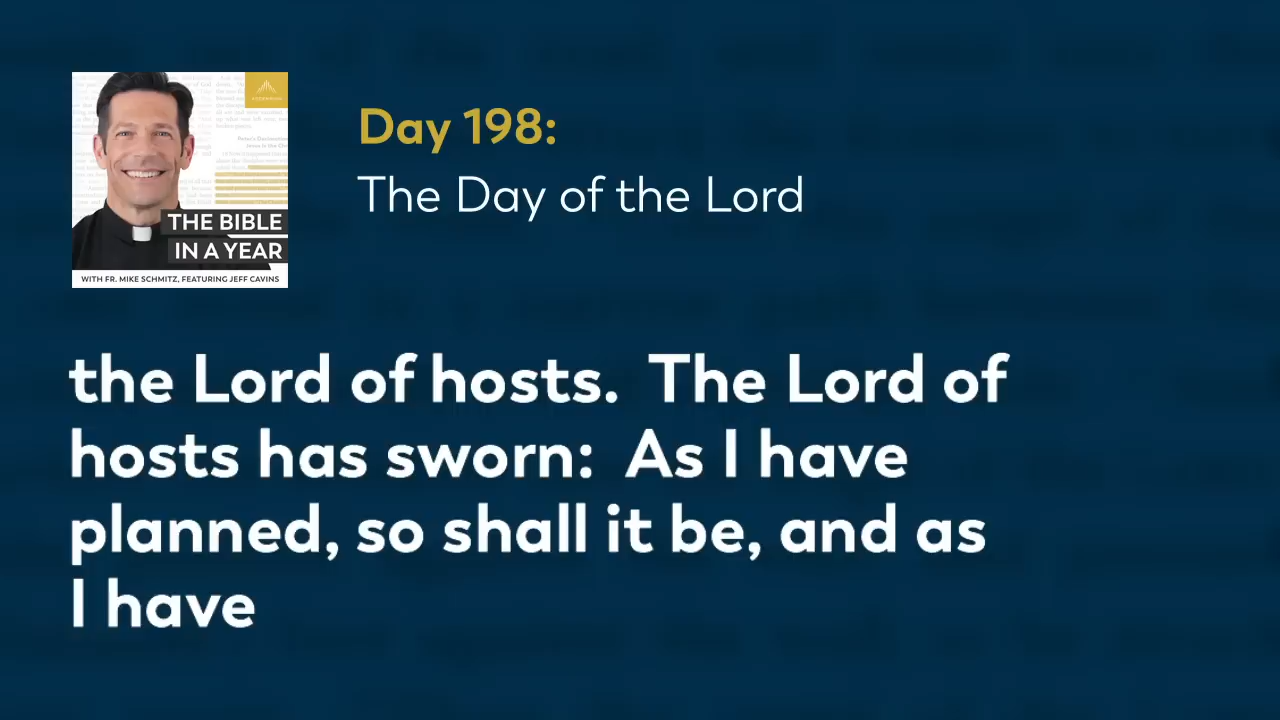 Day 198:
The Day of the Lord
THE BIBLE
IN A YEAR
WITH FR. MIKE SCHMITZ, FEATURING JEFF CAVINS
the Lord of hosts. The Lord of
hosts has sworn: As I have
planned, so shall it be, and as
I have